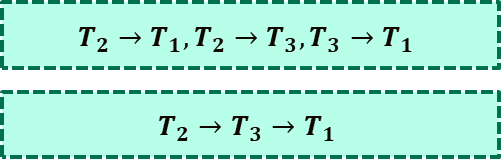 T₂ → T₁, T₂ → T₃, T₃ → T₁
T₂ → T₃ → T₁